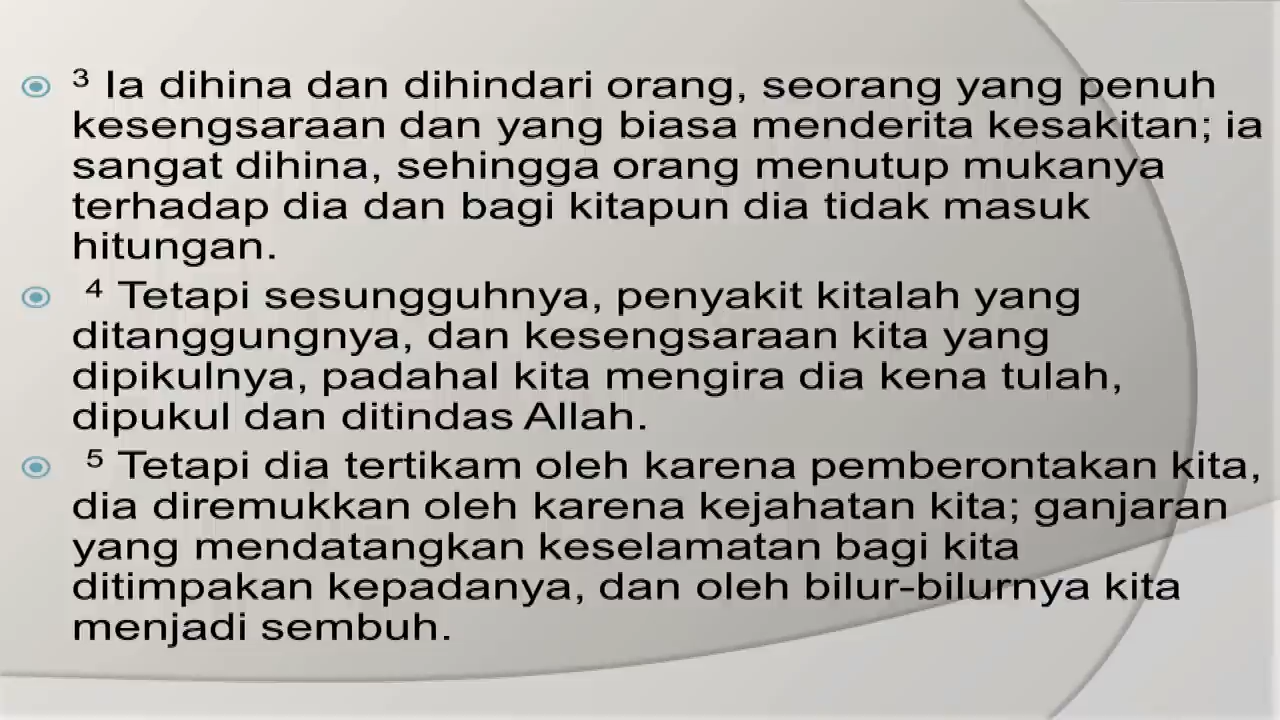 ³ Ia dihina dan dihindari orang, seorang yang penuh
kesengsaraan dan yang biasa menderita kesakitan; ia
sangat dihina, sehingga orang menutup mukanya
terhadap dia dan bagi kitapun dia tidak masuk
hitungan.
⁴ Tetapi sesungguhnya, penyakit kitalah yang
ditanggungnya, dan kesengsaraan kita yang
dipikulnya, padahal kita mengira dia kena tulah,
dipukul dan ditindas Allah.
⁵ Tetapi dia tertikam oleh karena pemberontakan kita,
dia diremukkan oleh karena kejahatan kita; ganjaran
yang mendatangkan keselamatan bagi kita
ditimpakan kepadanya, dan oleh bilur-bilurnya kita
menjadi sembuh.